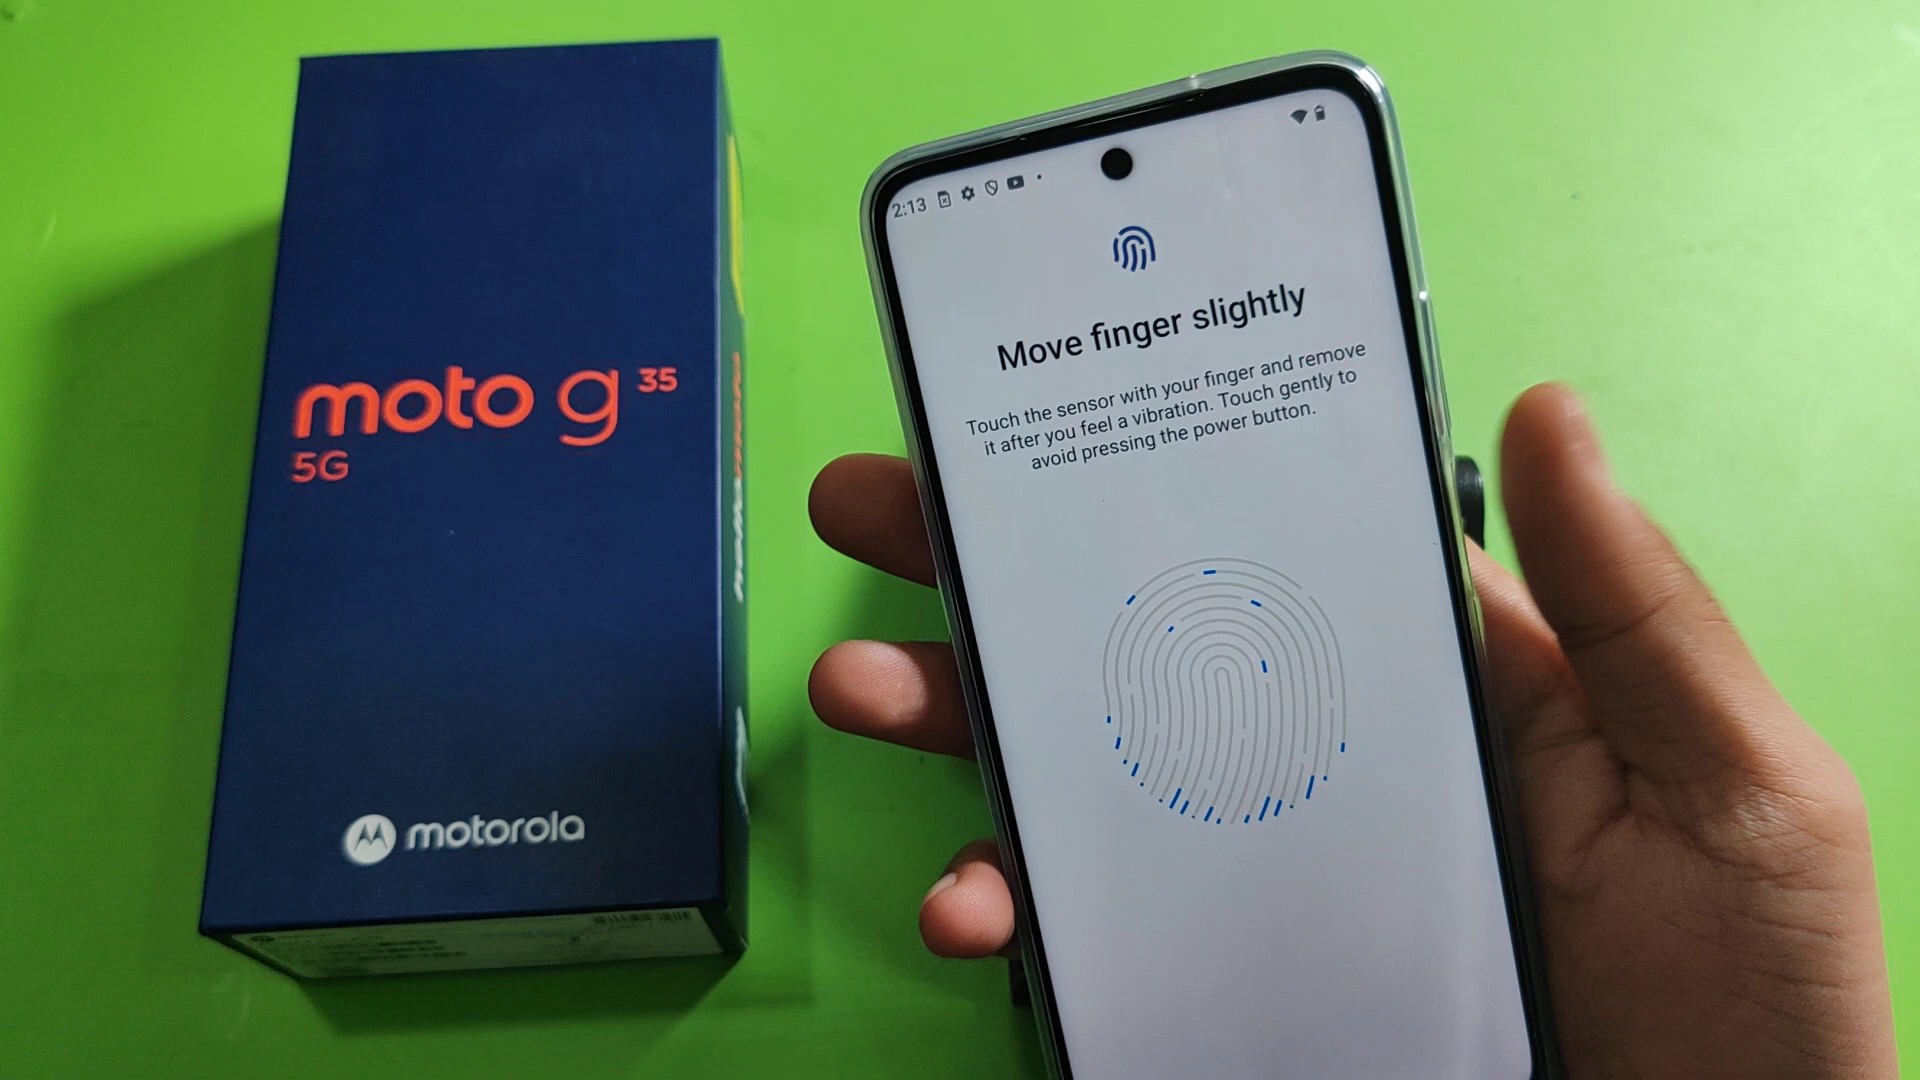 moto g 35
5G
motorola
2:13
Move finger slightly
Touch the sensor with your finger and remove
it after you feel a vibration. Touch gently to
avoid pressing the power button.